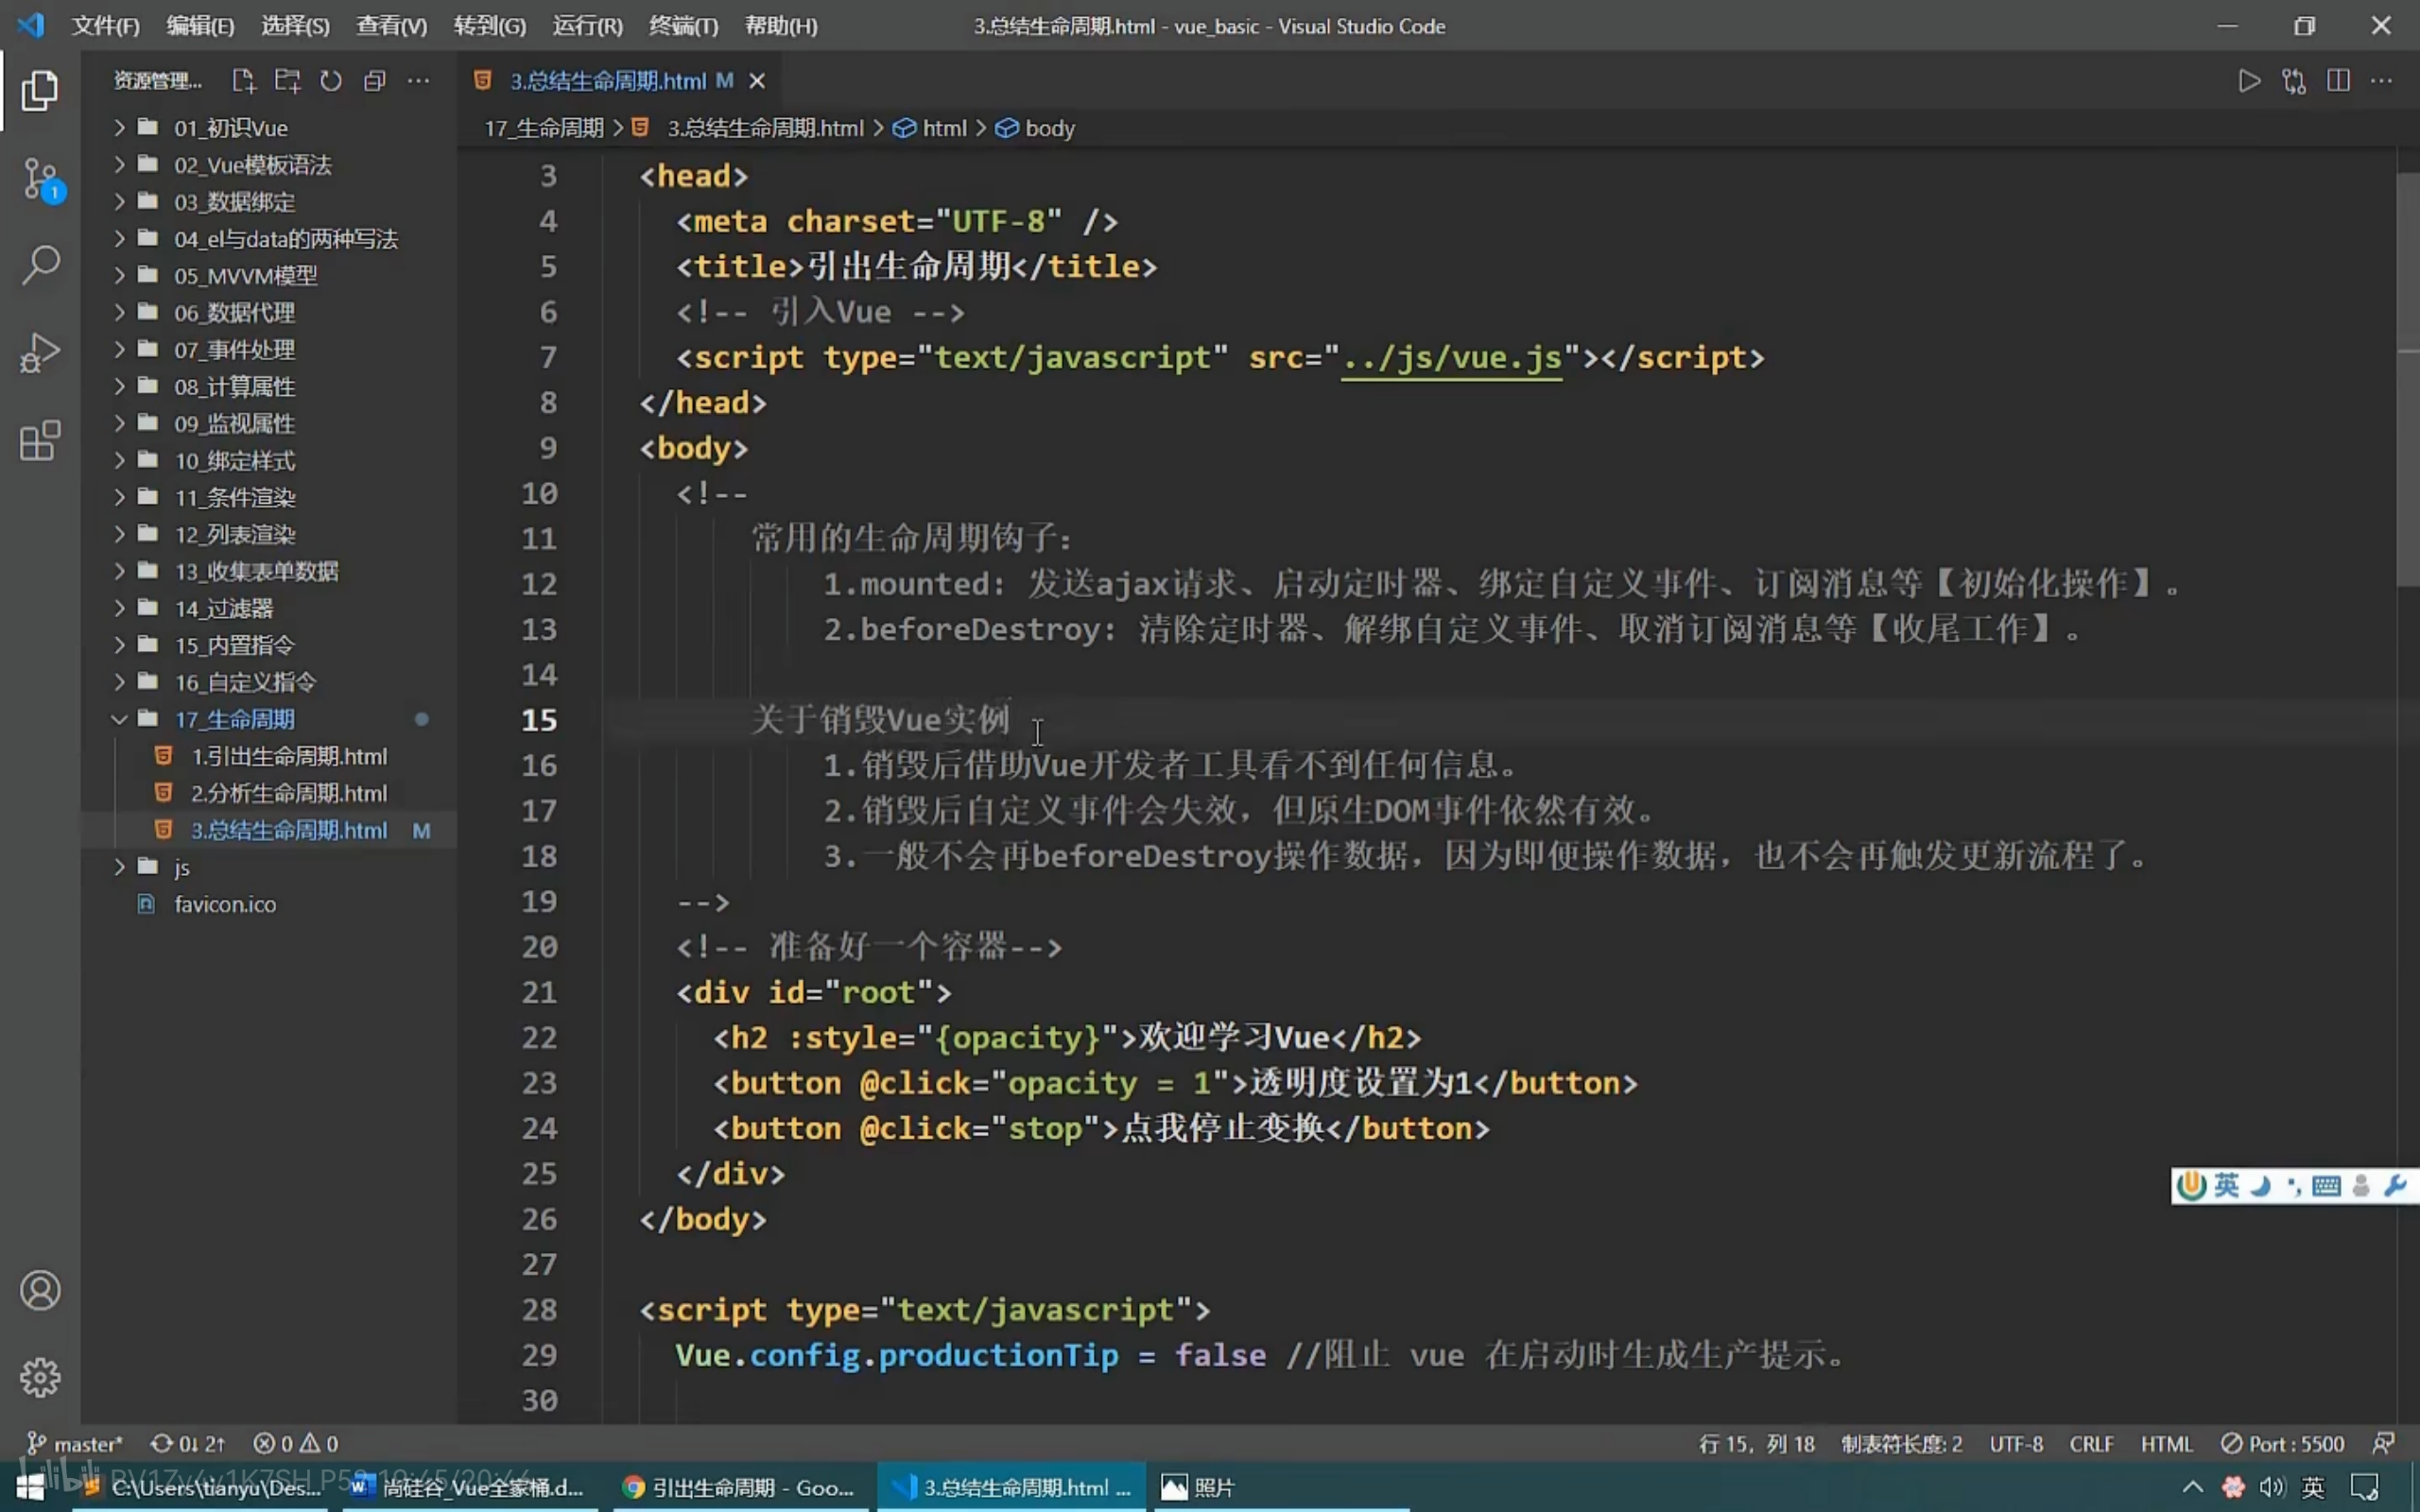 文件(F) 编辑(E) 选择(S) 查看(V) 转到(G) 运行(R) 终端(T) 帮助(H) 3.总结生命周期.html - vue_basic - Visual Studio Code
资源管理... 3.总结生命周期.html M
17_生命周期 > 3.总结生命周期.html > html > body
01_初识Vue
02_Vue模板语法
03_数据绑定
04_el与data的两种写法
05_MVVM模型
06_数据代理
07_事件处理
08_计算属性
09_监视属性
10_绑定样式
11_条件渲染
12_列表渲染
13_收集表单数据
14_过滤器
15_内置指令
16_自定义指令
17_生命周期
1.引出生命周期.html
2.分析生命周期.html
3.总结生命周期.html M
js
favicon.ico
1
3 <head>
4 <meta charset="UTF-8" />
5 <title>引出生命周期</title>
6 <!-- 引入Vue -->
7 <script type="text/javascript" src="../js/vue.js"></script>
8 </head>
9 <body>
10 <!--
11 常用的生命周期钩子：
12 1.mounted: 发送ajax请求、启动定时器、绑定自定义事件、订阅消息等【初始化操作】。
13 2.beforeDestroy: 清除定时器、解绑自定义事件、取消订阅消息等【收尾工作】。
14
15 关于销毁Vue实例
16 1.销毁后借助Vue开发者工具看不到任何信息。
17 2.销毁后自定义事件会失效，但原生DOM事件依然有效。
18 3.一般不会再beforeDestroy操作数据，因为即便操作数据，也不会再触发更新流程了。
19 -->
20 <!-- 准备好一个容器-->
21 <div id="root">
22 <h2 :style="{opacity}">欢迎学习Vue</h2>
23 <button @click="opacity = 1">透明度设置为1</button>
24 <button @click="stop">点我停止变换</button>
25 </div>
26 </body>
27
28 <script type="text/javascript">
29 Vue.config.productionTip = false //阻止 vue 在启动时生成生产提示。
30
英
master* 0↓ 2↑ 0 0 行 15，列 18 制表符长度: 2 UTF-8 CRLF HTML Port : 5500
C:\Users\tianyu\Des... 尚硅谷_Vue全家桶.d... 引出生命周期 - Goo... 3.总结生命周期.html ... 照片 英